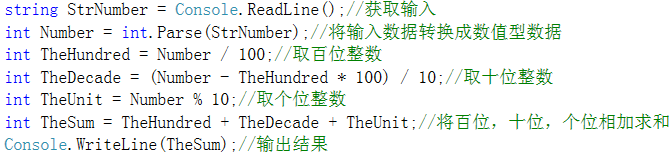 string StrNumber = Console.ReadLine();//获取输入
int Number = int.Parse(StrNumber);//将输入数据转换成数值型数据
int TheHundred = Number / 100;//取百位整数
int TheDecade = (Number - TheHundred * 100) / 10;//取十位整数
int TheUnit = Number % 10;//取个位整数
int TheSum = TheHundred + TheDecade + TheUnit;//将百位，十位，个位相加求和
Console.WriteLine(TheSum);//输出结果